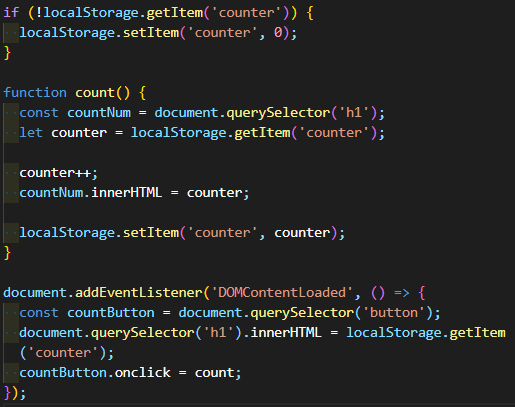 if (!localStorage.getItem('counter')) {
  localStorage.setItem('counter', 0);
}

function count() {
  const countNum = document.querySelector('h1');
  let counter = localStorage.getItem('counter');

  counter++;
  countNum.innerHTML = counter;

  localStorage.setItem('counter', counter);
}

document.addEventListener('DOMContentLoaded', () => {
  const countButton = document.querySelector('button');
  document.querySelector('h1').innerHTML = localStorage.getItem
  ('counter');
  countButton.onclick = count;
});